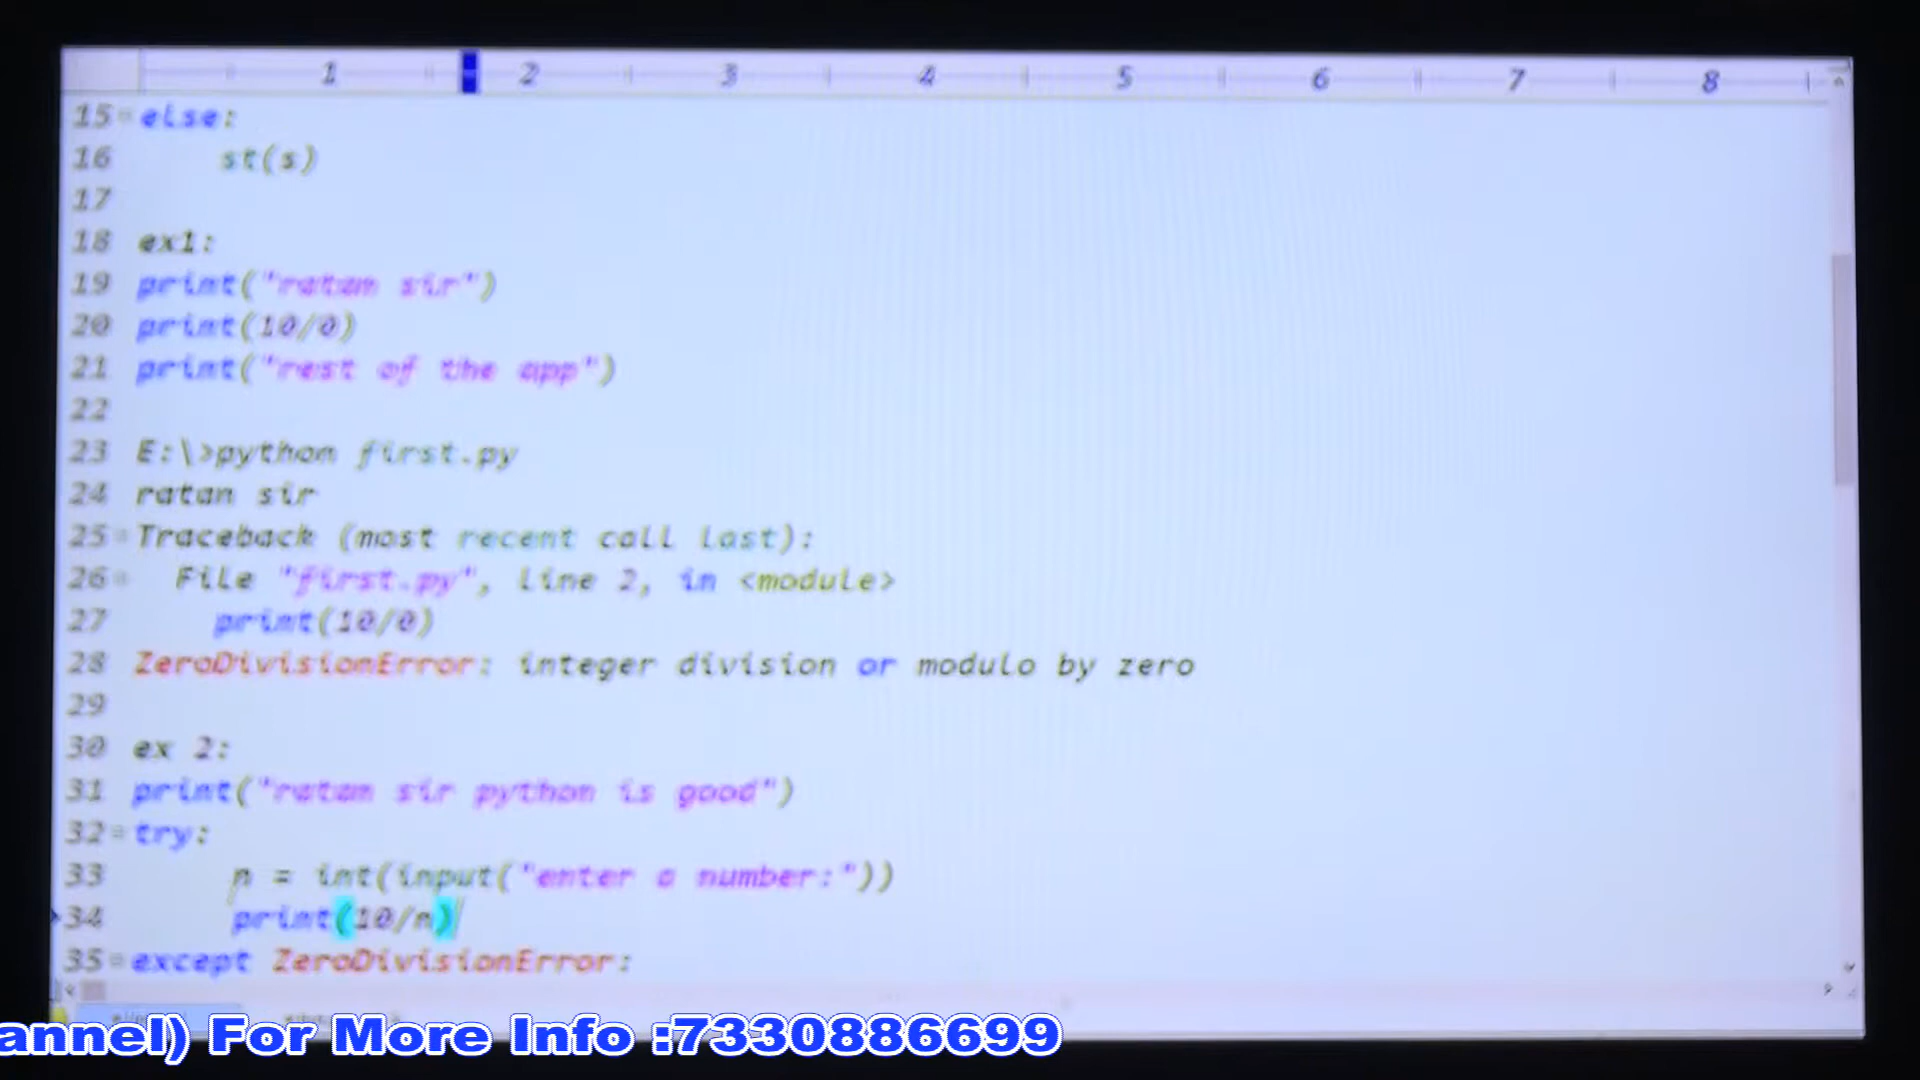 1 2 3 4 5 6 7 8
15 else:
16 st(s)
17
18 ex1:
19 print("ratan sir")
20 print(10/0)
21 print("rest of the app")
22
23 E:\>python first.py
24 ratan sir
25 Traceback (most recent call last):
26 File "first.py", line 2, in <module>
27 print(10/0)
28 ZeroDivisionError: integer division or modulo by zero
29
30 ex 2:
31 print("ratan sir python is good")
32 try:
33 n = int(input("enter a number:"))
34 print(10/n)
35 except ZeroDivisionError:
annel) For More Info :7330886699